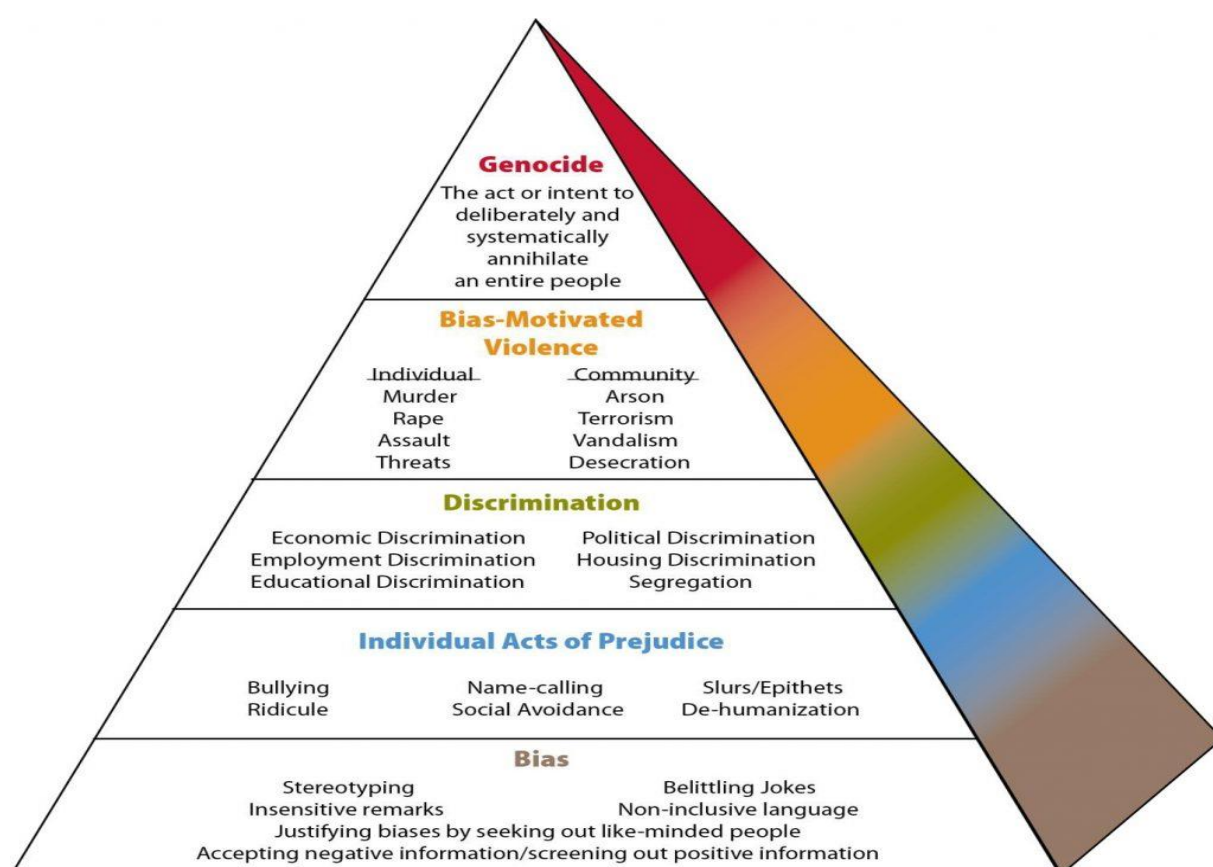 Genocide
The act or intent to
deliberately and
systematically
annihilate
an entire people
Bias-Motivated
Violence
Individual Community
Murder Arson
Rape Terrorism
Assault Vandalism
Threats Desecration
Discrimination
Economic Discrimination Political Discrimination
Employment Discrimination Housing Discrimination
Educational Discrimination Segregation
Individual Acts of Prejudice
Bullying Name-calling Slurs/Epithets
Ridicule Social Avoidance De-humanization
Bias
Stereotyping Belittling Jokes
Insensitive remarks Non-inclusive language
Justifying biases by seeking out like-minded people
Accepting negative information/screening out positive information